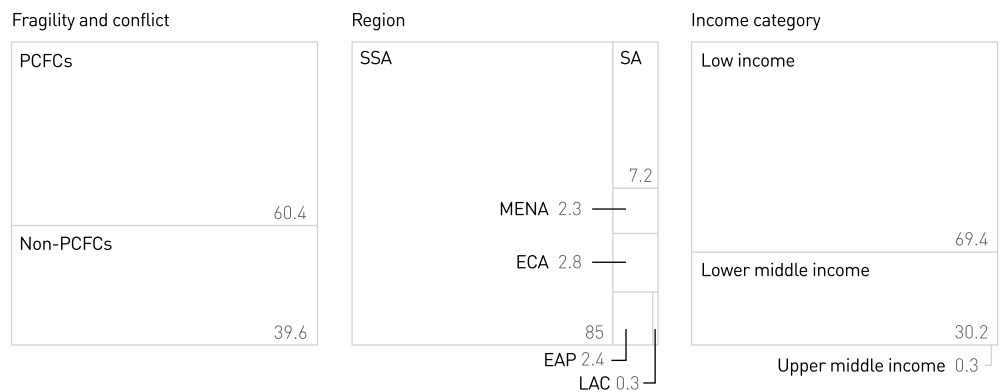 Fragility and conflict
PCFCs
60.4
Non-PCFCs
39.6
Region
SSA
85
SA
7.2
MENA 2.3
ECA 2.8
EAP 2.4
LAC 0.3
Income category
Low income
69.4
Lower middle income
30.2
Upper middle income 0.3